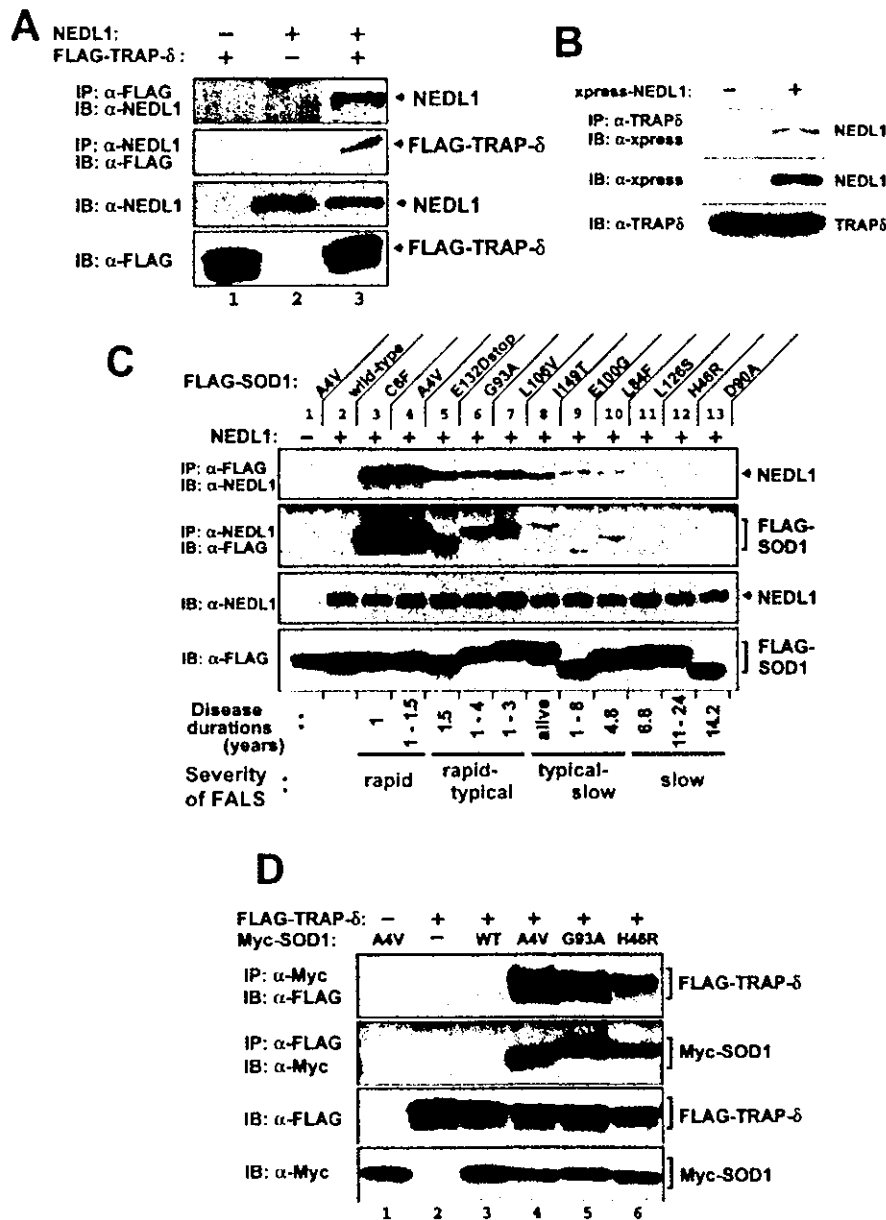 A
NEDL1: − + +
FLAG-TRAP-δ: + − +
IP: α-FLAG
IB: α-NEDL1
NEDL1
IP: α-NEDL1
IB: α-FLAG
FLAG-TRAP-δ
IB: α-NEDL1
NEDL1
IB: α-FLAG
FLAG-TRAP-δ
1 2 3
B
xpress-NEDL1: − +
IP: α-TRAPδ
IB: α-xpress
NEDL1
IB: α-xpress
NEDL1
IB: α-TRAPδ
TRAPδ
C
FLAG-SOD1: A4V wild-type C6F A4V E132Dstop G93A L106V I149T E100G L84F L126S H46R D90A
1 2 3 4 5 6 7 8 9 10 11 12 13
NEDL1: − + + + + + + + + + + + +
IP: α-FLAG
IB: α-NEDL1
NEDL1
IP: α-NEDL1
IB: α-FLAG
FLAG-
SOD1
IB: α-NEDL1
NEDL1
IB: α-FLAG
FLAG-
SOD1
Disease
durations
(years)
: 1 1 - 1.5 1.5 1 - 4 1 - 3 alive 1 - 8 4.8 6.8 11 - 24 14.2
Severity
of FALS
: rapid rapid-typical typical-slow slow
D
FLAG-TRAP-δ: − + + + + +
Myc-SOD1: A4V − WT A4V G93A H46R
IP: α-Myc
IB: α-FLAG
FLAG-TRAP-δ
IP: α-FLAG
IB: α-Myc
Myc-SOD1
IB: α-FLAG
FLAG-TRAP-δ
IB: α-Myc
Myc-SOD1
1 2 3 4 5 6